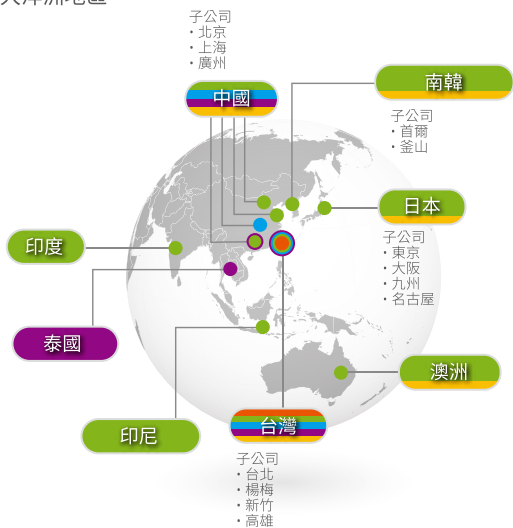 子公司
・北京
・上海
・廣州
中國
南韓
子公司
・首爾
・釜山
日本
子公司
・東京
・大阪
・九州
・名古屋
印度
泰國
澳洲
印尼
台灣
子公司
・台北
・楊梅
・新竹
・高雄